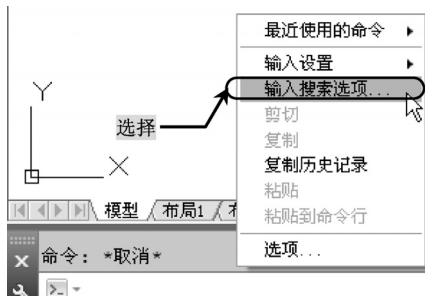 最近使用的命令
输入设置
输入搜索选项...
剪切
复制
复制历史记录
粘贴
粘贴到命令行
选项...
选择
Y
X
模型
布局1
命令: *取消*